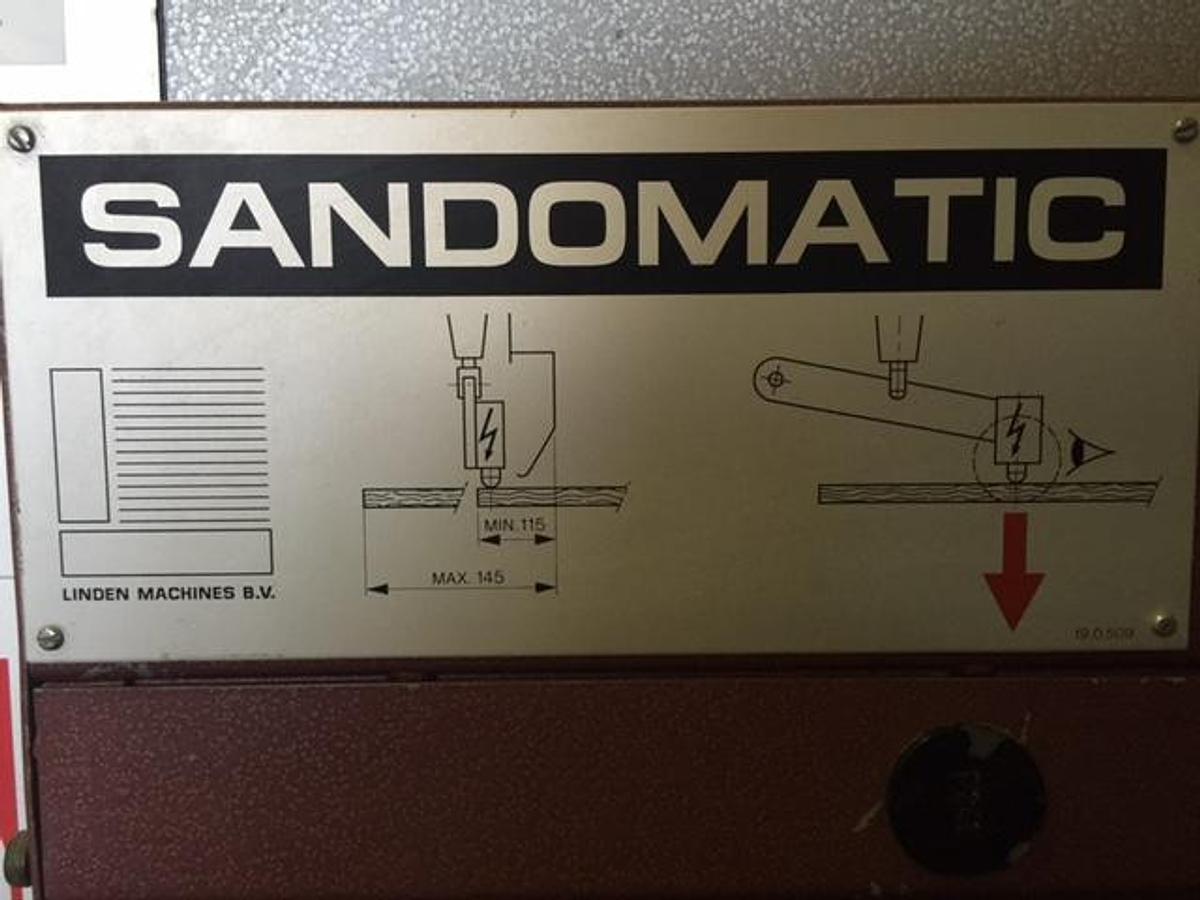 SANDOMATIC
MIN. 115
MAX. 145
LINDEN MACHINES B.V.
19.0.509